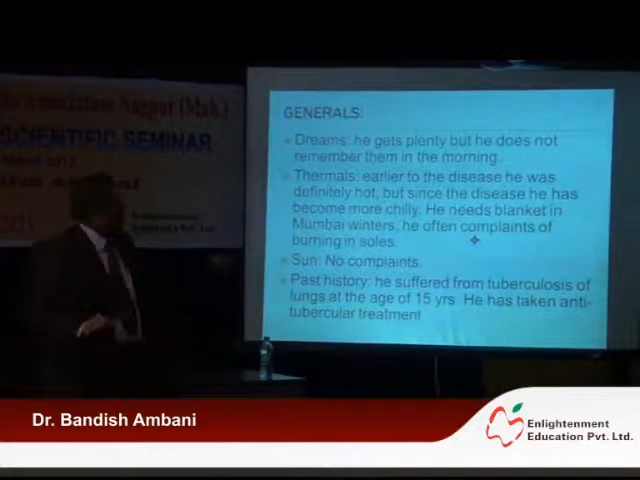 Association Nagpur (Mah.)
SCIENTIFIC SEMINAR
GENERALS:
Dreams: he gets plenty but he does not
remember them in the morning.
Thermals: earlier to the disease he was
definitely hot, but since the disease he has
become more chilly. He needs blanket in
Mumbai winters, he often complaints of
burning in soles.
Sun: No complaints.
Past history: he suffered from tuberculosis of
lungs at the age of 15 yrs. He has taken anti-
tubercular treatment
Dr. Bandish Ambani
Enlightenment
Education Pvt. Ltd.